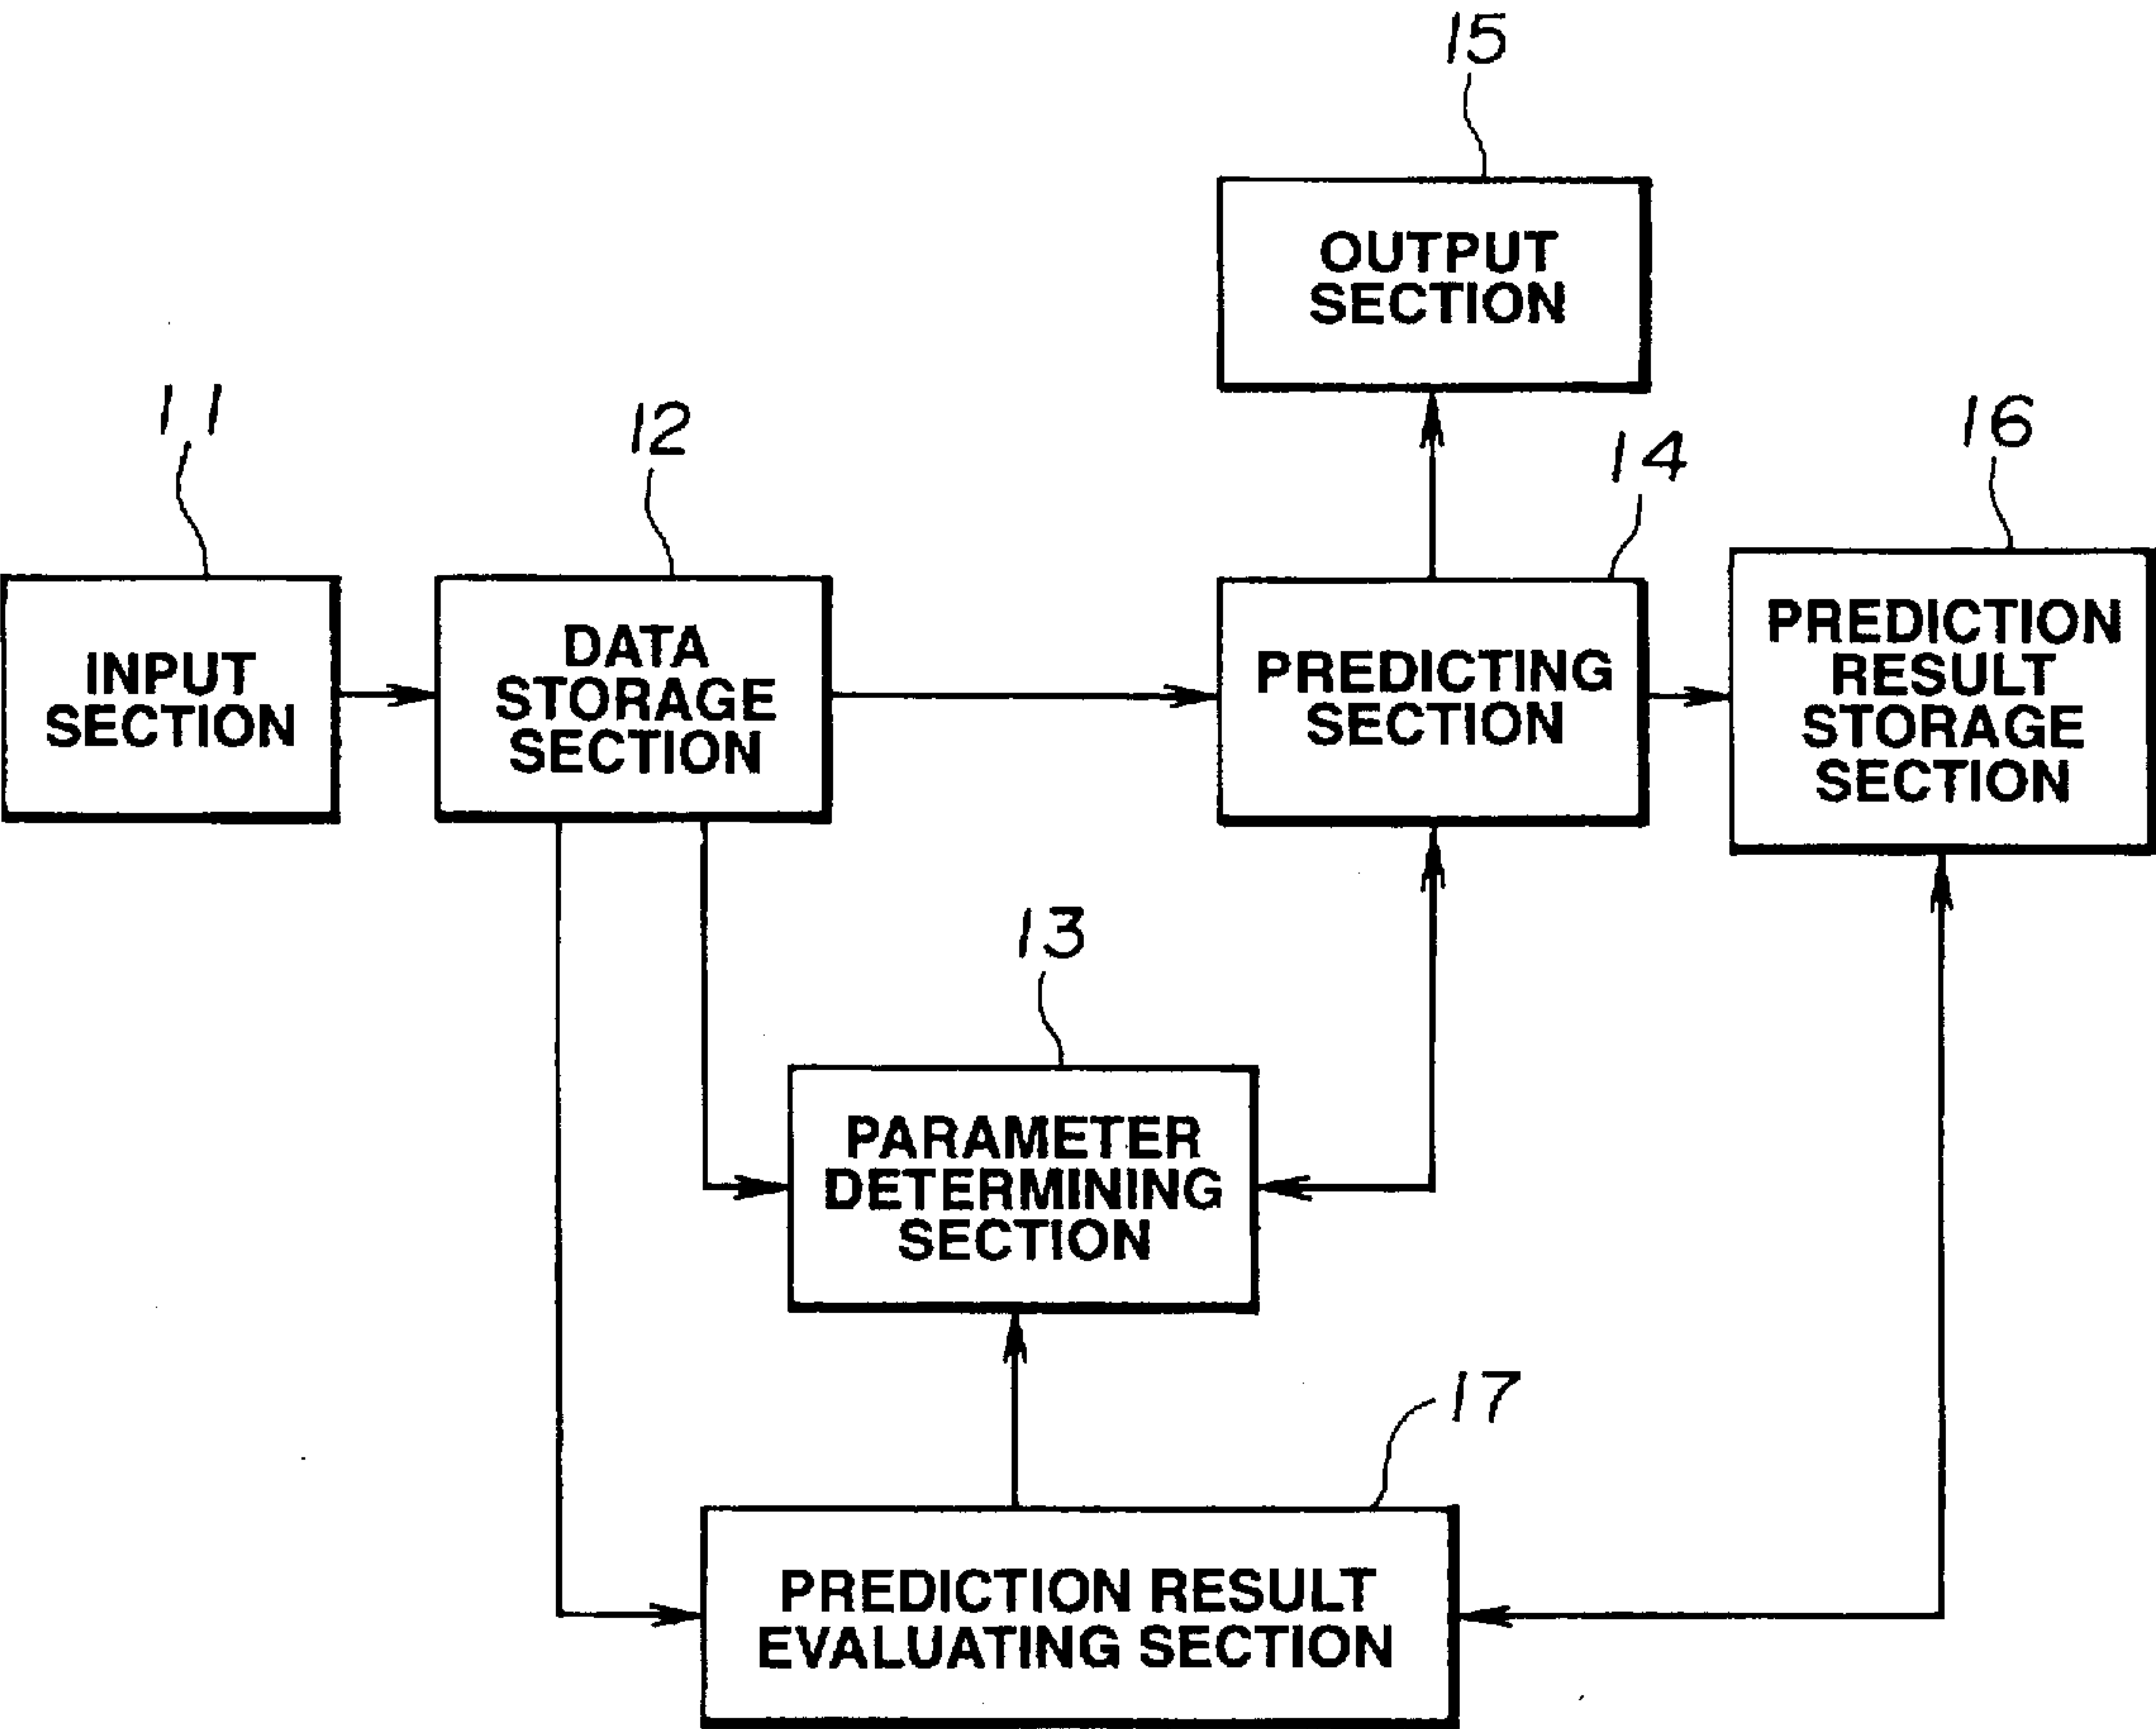 15
OUTPUT
SECTION
11
12
14
16
INPUT
SECTION
DATA
STORAGE
SECTION
PREDICTING
SECTION
PREDICTION
RESULT
STORAGE
SECTION
13
PARAMETER
DETERMINING
SECTION
17
PREDICTION RESULT
EVALUATING SECTION